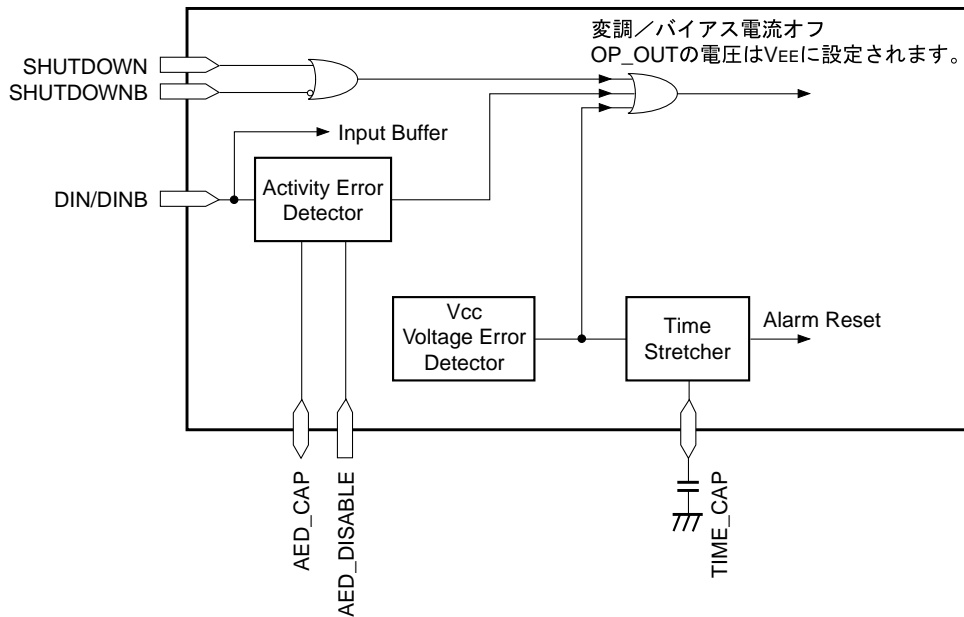 変調／バイアス電流オフ
OP_OUTの電圧はVEEに設定されます。
SHUTDOWN
SHUTDOWNB
Input Buffer
DIN/DINB
Activity Error
Detector
Vcc
Voltage Error
Detector
Time
Stretcher
Alarm Reset
AED_CAP
AED_DISABLE
TIME_CAP